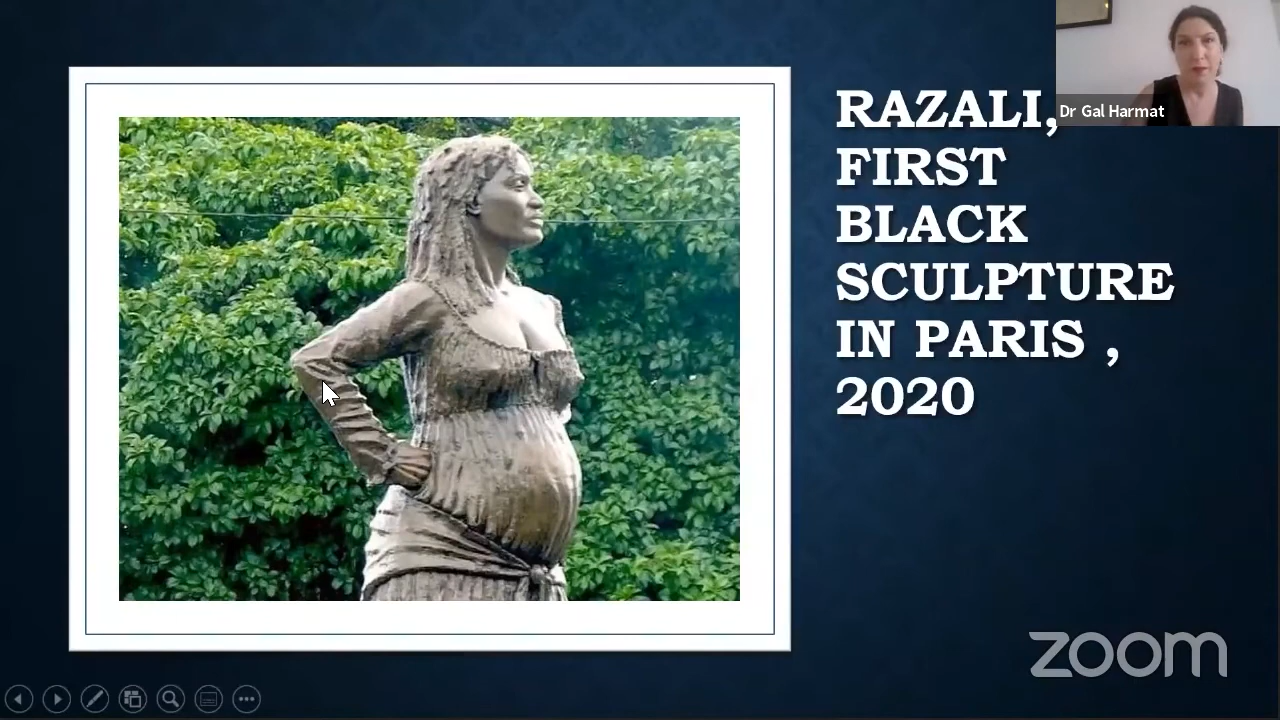 Dr Gal Harmat
RAZALI,
FIRST
BLACK
SCULPTURE
IN PARIS ,
2020
zoom